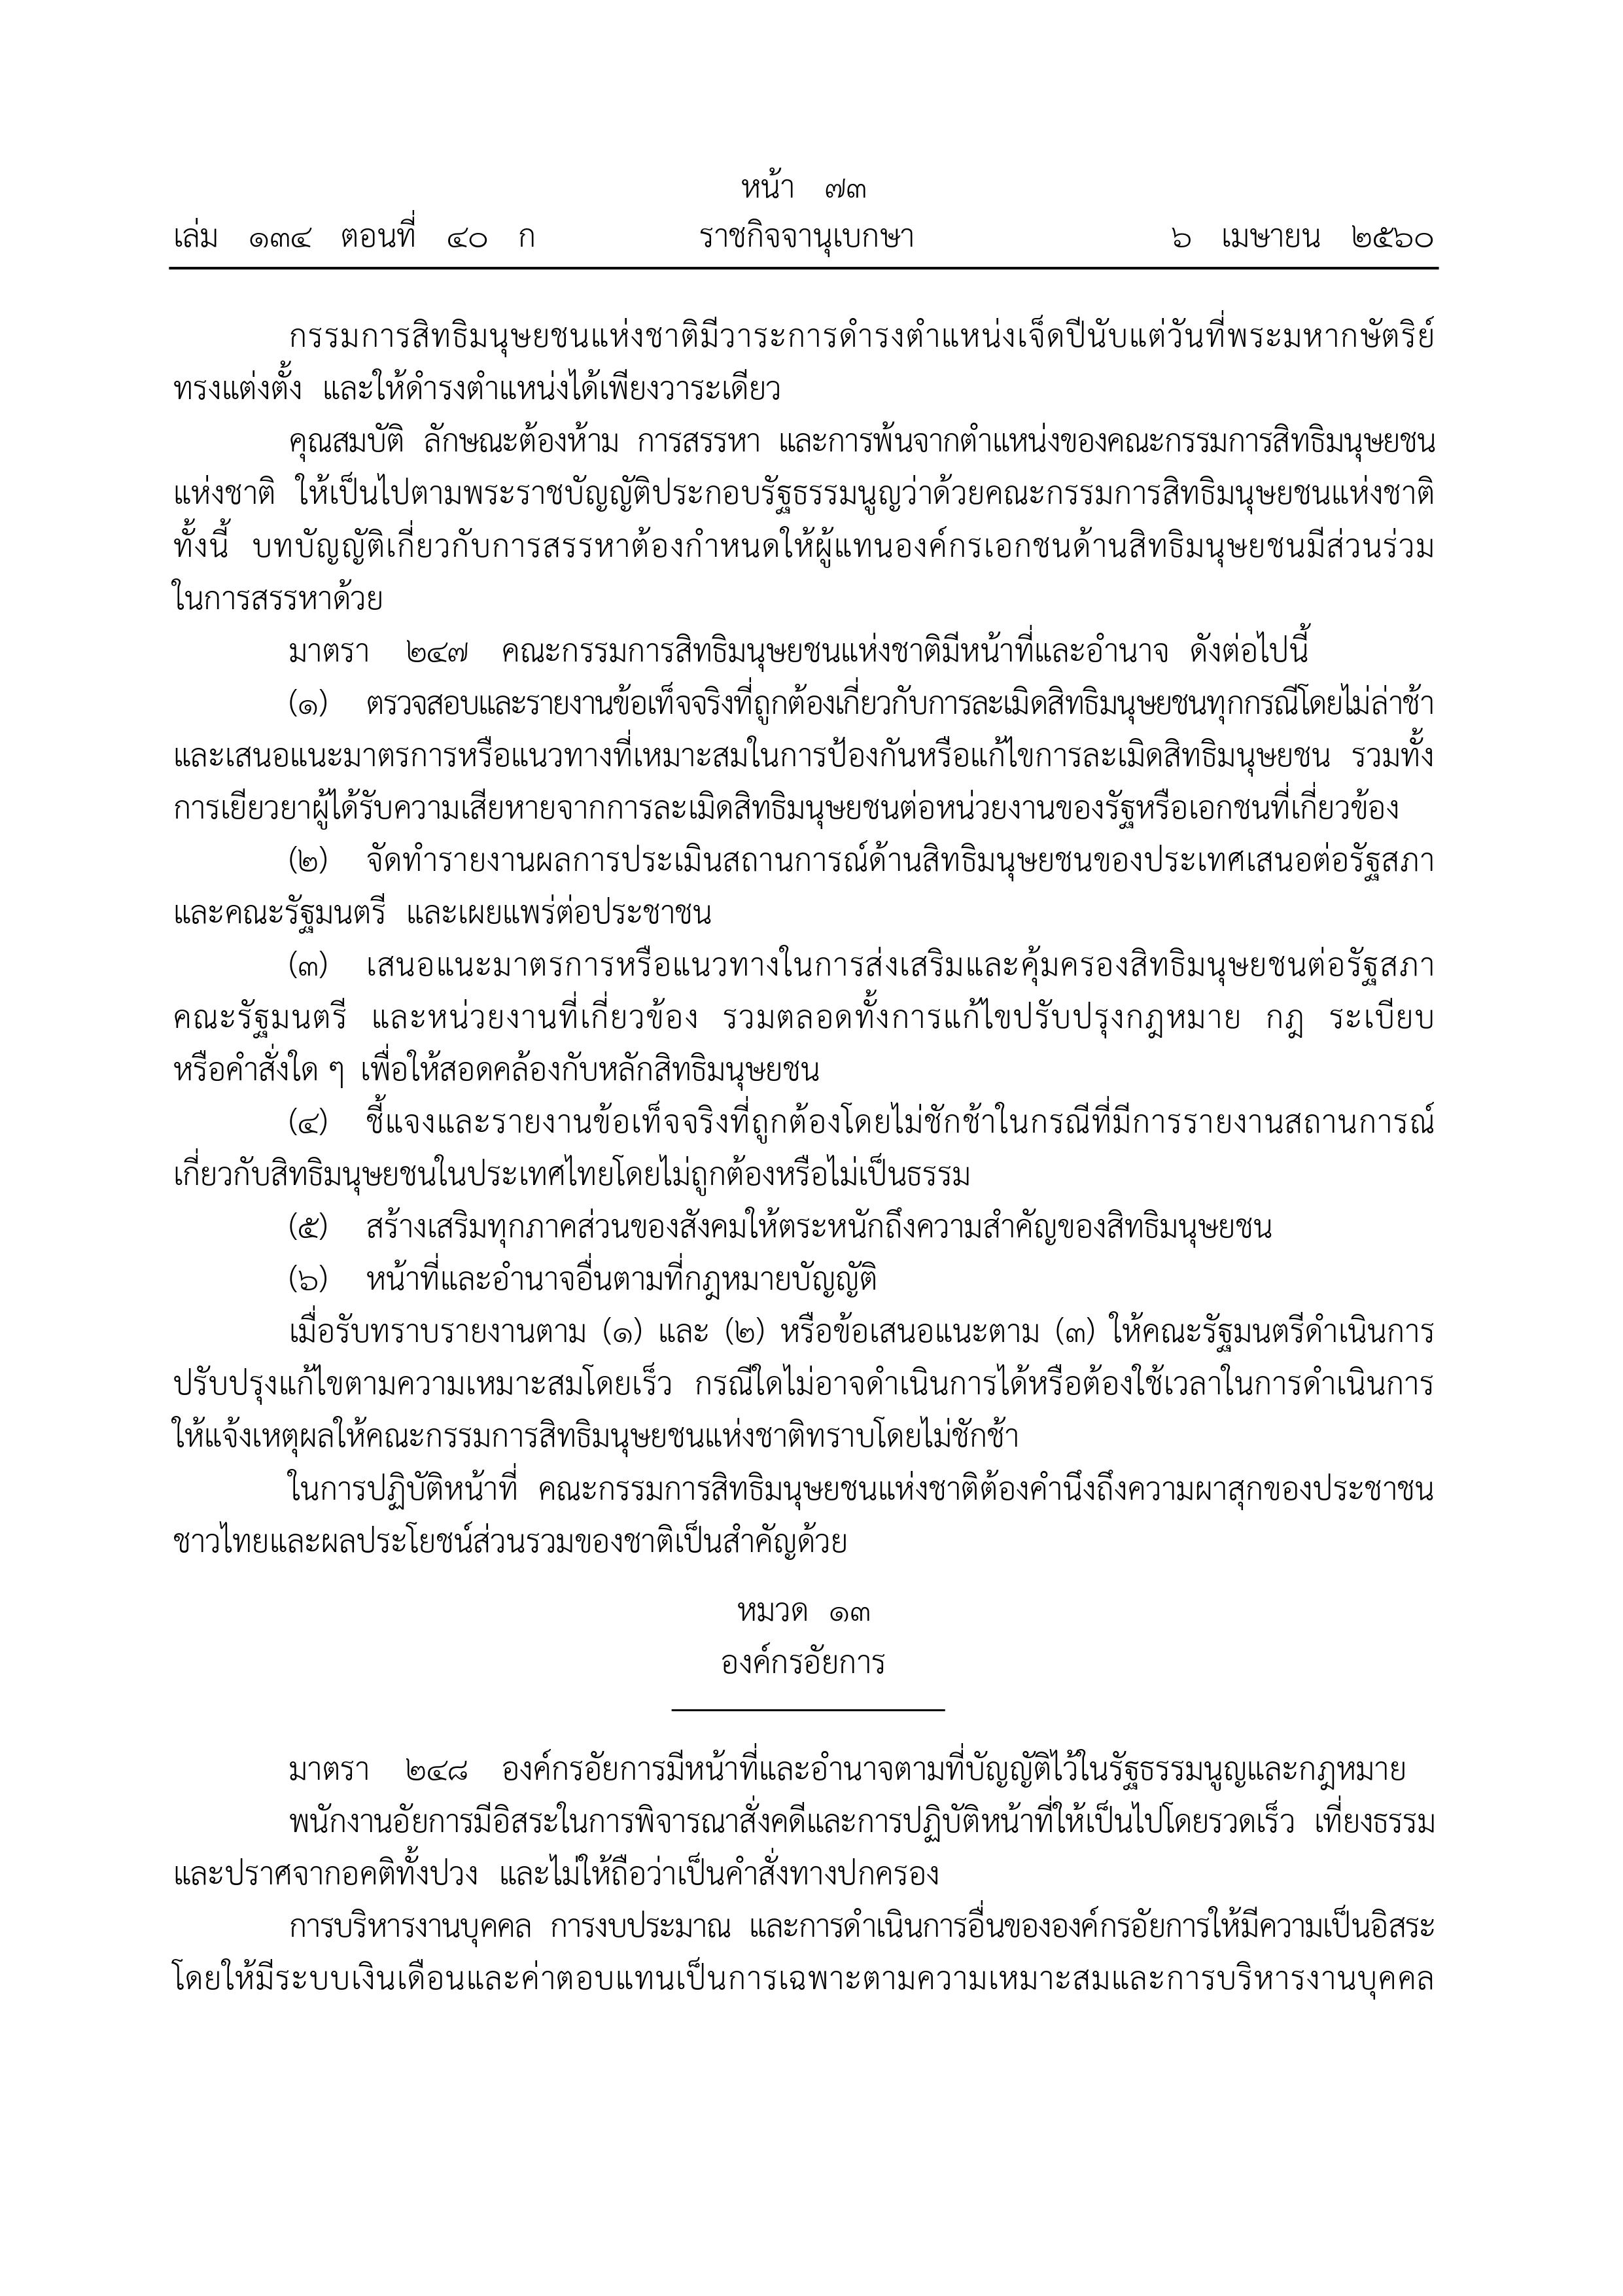 หน้า ๗๓
เล่ม ๑๓๔ ตอนที่ ๔๐ ก ราชกิจจานุเบกษา ๖ เมษายน ๒๕๖๐
กรรมการสิทธิมนุษยชนแห่งชาติมีวาระการดำรงตำแหน่งเจ็ดปีนับแต่วันที่พระมหากษัตริย์
ทรงแต่งตั้ง และให้ดำรงตำแหน่งได้เพียงวาระเดียว
คุณสมบัติ ลักษณะต้องห้าม การสรรหา และการพ้นจากตำแหน่งของคณะกรรมการสิทธิมนุษยชน
แห่งชาติ ให้เป็นไปตามพระราชบัญญัติประกอบรัฐธรรมนูญว่าด้วยคณะกรรมการสิทธิมนุษยชนแห่งชาติ
ทั้งนี้ บทบัญญัติเกี่ยวกับการสรรหาต้องกำหนดให้ผู้แทนองค์กรเอกชนด้านสิทธิมนุษยชนมีส่วนร่วม
ในการสรรหาด้วย
มาตรา ๒๔๗ คณะกรรมการสิทธิมนุษยชนแห่งชาติมีหน้าที่และอำนาจ ดังต่อไปนี้
(๑) ตรวจสอบและรายงานข้อเท็จจริงที่ถูกต้องเกี่ยวกับการละเมิดสิทธิมนุษยชนทุกกรณีโดยไม่ล่าช้า
และเสนอแนะมาตรการหรือแนวทางที่เหมาะสมในการป้องกันหรือแก้ไขการละเมิดสิทธิมนุษยชน รวมทั้ง
การเยียวยาผู้ได้รับความเสียหายจากการละเมิดสิทธิมนุษยชนต่อหน่วยงานของรัฐหรือเอกชนที่เกี่ยวข้อง
(๒) จัดทำรายงานผลการประเมินสถานการณ์ด้านสิทธิมนุษยชนของประเทศเสนอต่อรัฐสภา
และคณะรัฐมนตรี และเผยแพร่ต่อประชาชน
(๓) เสนอแนะมาตรการหรือแนวทางในการส่งเสริมและคุ้มครองสิทธิมนุษยชนต่อรัฐสภา
คณะรัฐมนตรี และหน่วยงานที่เกี่ยวข้อง รวมตลอดทั้งการแก้ไขปรับปรุงกฎหมาย กฎ ระเบียบ
หรือคำสั่งใด ๆ เพื่อให้สอดคล้องกับหลักสิทธิมนุษยชน
(๔) ชี้แจงและรายงานข้อเท็จจริงที่ถูกต้องโดยไม่ชักช้าในกรณีที่มีการรายงานสถานการณ์
เกี่ยวกับสิทธิมนุษยชนในประเทศไทยโดยไม่ถูกต้องหรือไม่เป็นธรรม
(๕) สร้างเสริมทุกภาคส่วนของสังคมให้ตระหนักถึงความสำคัญของสิทธิมนุษยชน
(๖) หน้าที่และอำนาจอื่นตามที่กฎหมายบัญญัติ
เมื่อรับทราบรายงานตาม (๑) และ (๒) หรือข้อเสนอแนะตาม (๓) ให้คณะรัฐมนตรีดำเนินการ
ปรับปรุงแก้ไขตามความเหมาะสมโดยเร็ว กรณีใดไม่อาจดำเนินการได้หรือต้องใช้เวลาในการดำเนินการ
ให้แจ้งเหตุผลให้คณะกรรมการสิทธิมนุษยชนแห่งชาติทราบโดยไม่ชักช้า
ในการปฏิบัติหน้าที่ คณะกรรมการสิทธิมนุษยชนแห่งชาติต้องคำนึงถึงความผาสุกของประชาชน
ชาวไทยและผลประโยชน์ส่วนรวมของชาติเป็นสำคัญด้วย
หมวด ๑๓
องค์กรอัยการ
มาตรา ๒๔๘ องค์กรอัยการมีหน้าที่และอำนาจตามที่บัญญัติไว้ในรัฐธรรมนูญและกฎหมาย
พนักงานอัยการมีอิสระในการพิจารณาสั่งคดีและการปฏิบัติหน้าที่ให้เป็นไปโดยรวดเร็ว เที่ยงธรรม
และปราศจากอคติทั้งปวง และไม่ให้ถือว่าเป็นคำสั่งทางปกครอง
การบริหารงานบุคคล การงบประมาณ และการดำเนินการอื่นขององค์กรอัยการให้มีความเป็นอิสระ
โดยให้มีระบบเงินเดือนและค่าตอบแทนเป็นการเฉพาะตามความเหมาะสมและการบริหารงานบุคคล